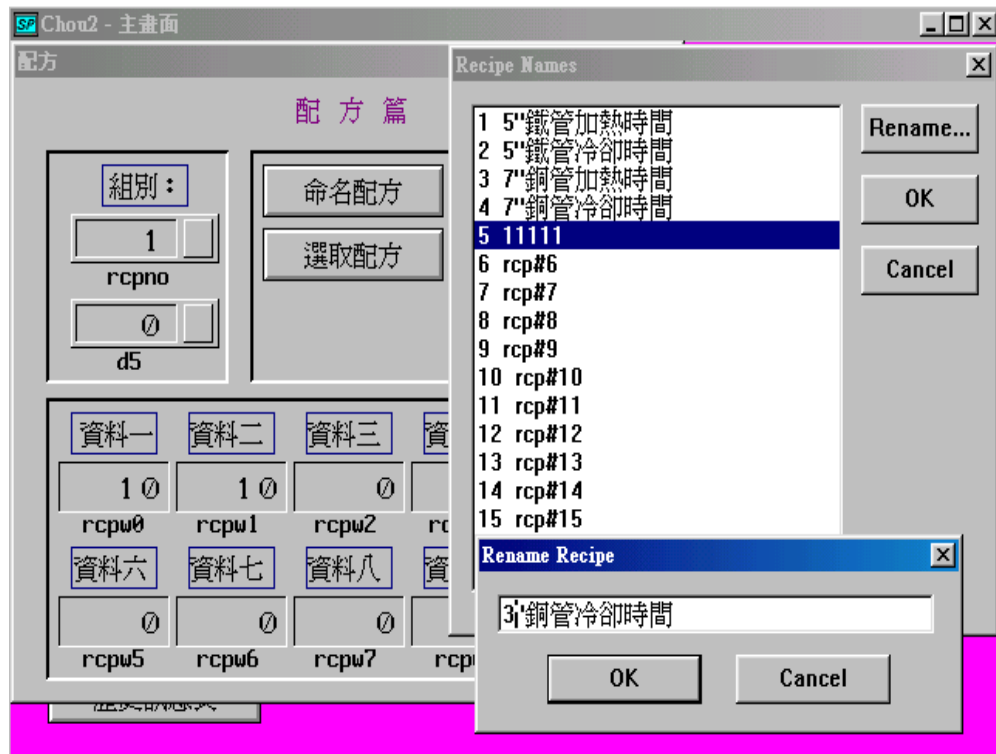 Chou2 - 主畫面
配方
配 方 篇
組別：
1
rcpno
0
d5
命名配方
選取配方
資料一 資料二 資料三 資
10 10 0
rcpw0 rcpw1 rcpw2
資料六 資料七 資料八 資
0 0 0
rcpw5 rcpw6 rcpw7 rcp
Recipe Names
1 5"鐵管加熱時間
2 5"鐵管冷卻時間
3 7"銅管加熱時間
4 7"銅管冷卻時間
5 11111
6 rcp#6
7 rcp#7
8 rcp#8
9 rcp#9
10 rcp#10
11 rcp#11
12 rcp#12
13 rcp#13
14 rcp#14
15 rcp#15
Rename...
OK
Cancel
Rename Recipe
3"銅管冷卻時間
OK Cancel